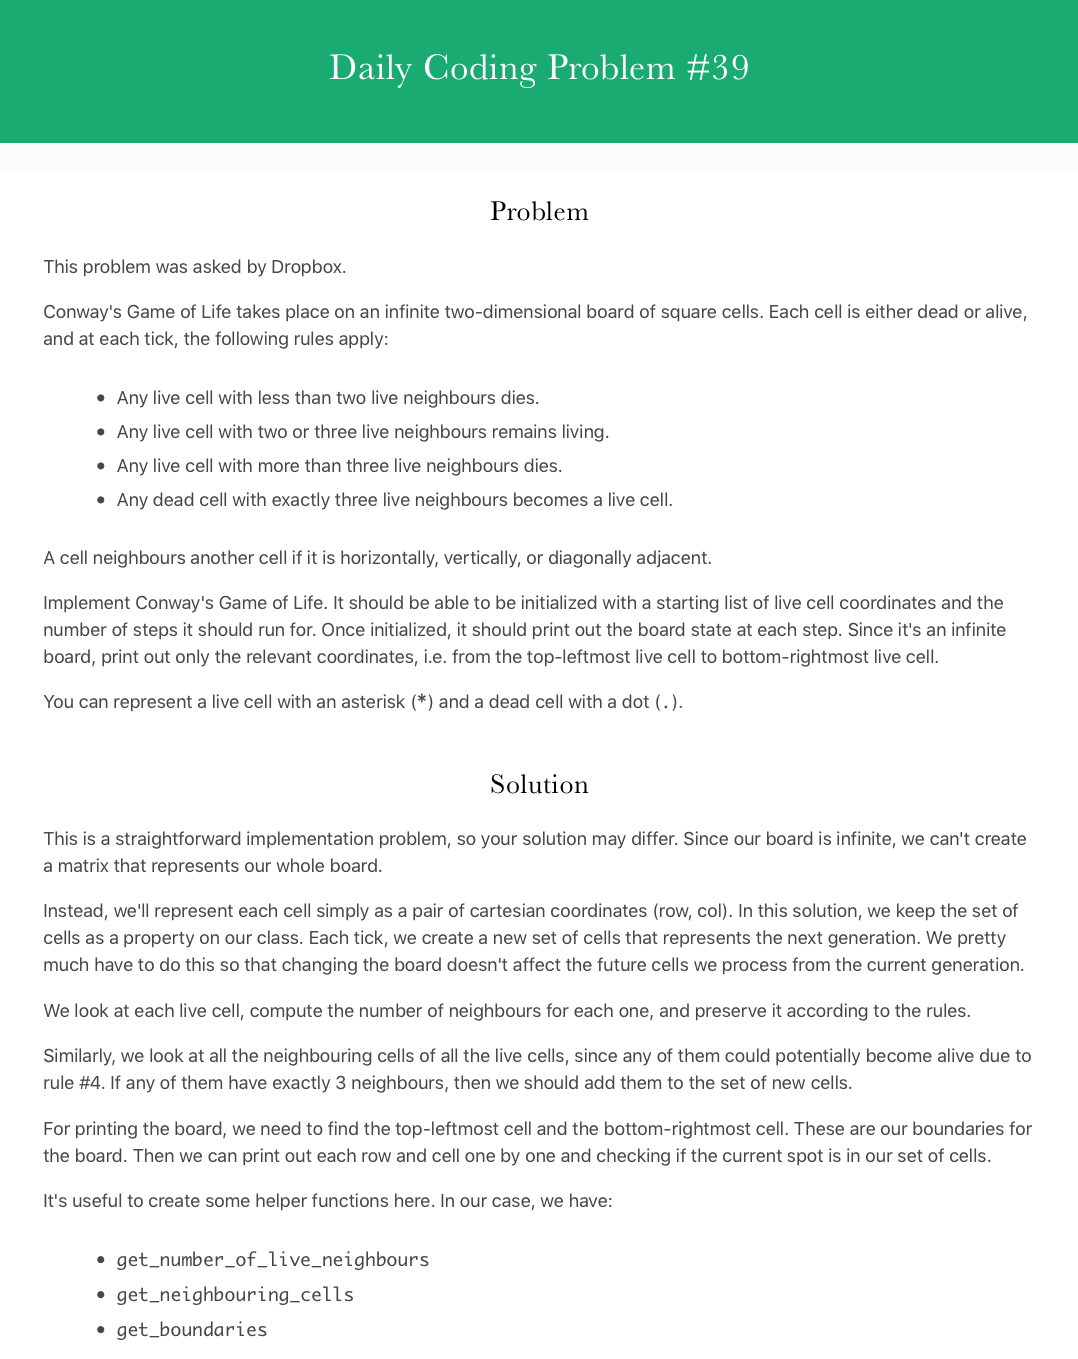 Daily Coding Problem #39
Problem
This problem was asked by Dropbox.
Conway's Game of Life takes place on an infinite two-dimensional board of square cells. Each cell is either dead or alive,
and at each tick, the following rules apply:
• Any live cell with less than two live neighbours dies.
• Any live cell with two or three live neighbours remains living.
• Any live cell with more than three live neighbours dies.
• Any dead cell with exactly three live neighbours becomes a live cell.
A cell neighbours another cell if it is horizontally, vertically, or diagonally adjacent.
Implement Conway's Game of Life. It should be able to be initialized with a starting list of live cell coordinates and the
number of steps it should run for. Once initialized, it should print out the board state at each step. Since it's an infinite
board, print out only the relevant coordinates, i.e. from the top-leftmost live cell to bottom-rightmost live cell.
You can represent a live cell with an asterisk (*) and a dead cell with a dot (.).
Solution
This is a straightforward implementation problem, so your solution may differ. Since our board is infinite, we can't create
a matrix that represents our whole board.
Instead, we'll represent each cell simply as a pair of cartesian coordinates (row, col). In this solution, we keep the set of
cells as a property on our class. Each tick, we create a new set of cells that represents the next generation. We pretty
much have to do this so that changing the board doesn't affect the future cells we process from the current generation.
We look at each live cell, compute the number of neighbours for each one, and preserve it according to the rules.
Similarly, we look at all the neighbouring cells of all the live cells, since any of them could potentially become alive due to
rule #4. If any of them have exactly 3 neighbours, then we should add them to the set of new cells.
For printing the board, we need to find the top-leftmost cell and the bottom-rightmost cell. These are our boundaries for
the board. Then we can print out each row and cell one by one and checking if the current spot is in our set of cells.
It's useful to create some helper functions here. In our case, we have:
• get_number_of_live_neighbours
• get_neighbouring_cells
• get_boundaries